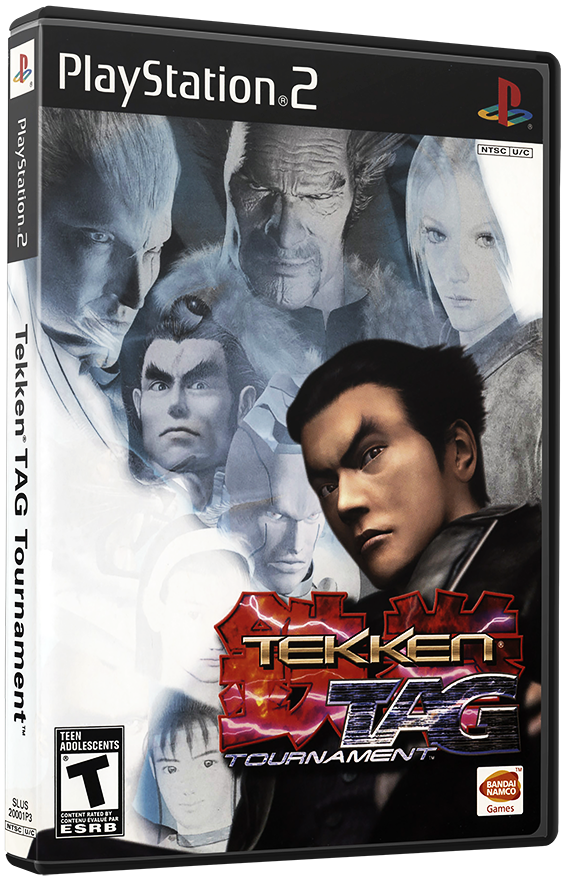 PlayStation®2
NTSC U/C
TEKKEN®
鉄拳
TAG
TOURNAMENT™
TEEN
ADOLESCENTS
T
CONTENT RATED BY
CONTENU ÉVALUÉ PAR
ESRB
BANDAI
NAMCO
Games
™
PlayStation®2
Tekken® TAG Tournament™
SLUS
20001P3
NTSC U/C